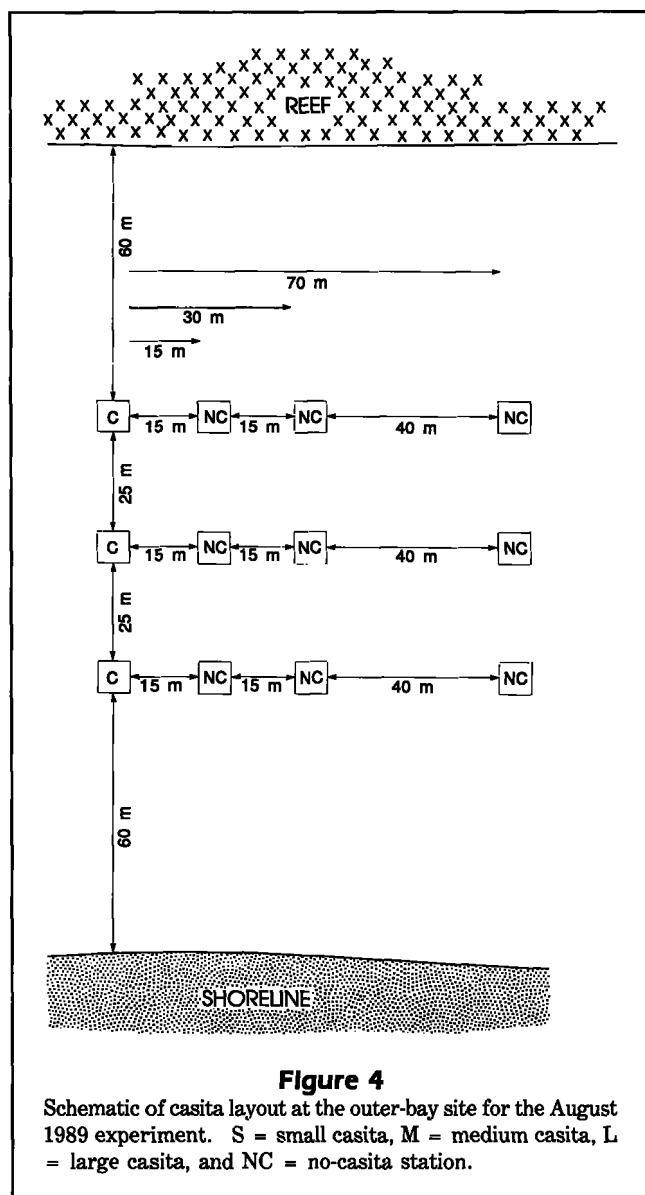 REEF
60 m
70 m
30 m
15 m
C 15 m NC 15 m NC 40 m NC
25 m
C 15 m NC 15 m NC 40 m NC
25 m
C 15 m NC 15 m NC 40 m NC
60 m
SHORELINE
Figure 4
Schematic of casita layout at the outer-bay site for the August
1989 experiment. S = small casita, M = medium casita, L
= large casita, and NC = no-casita station.